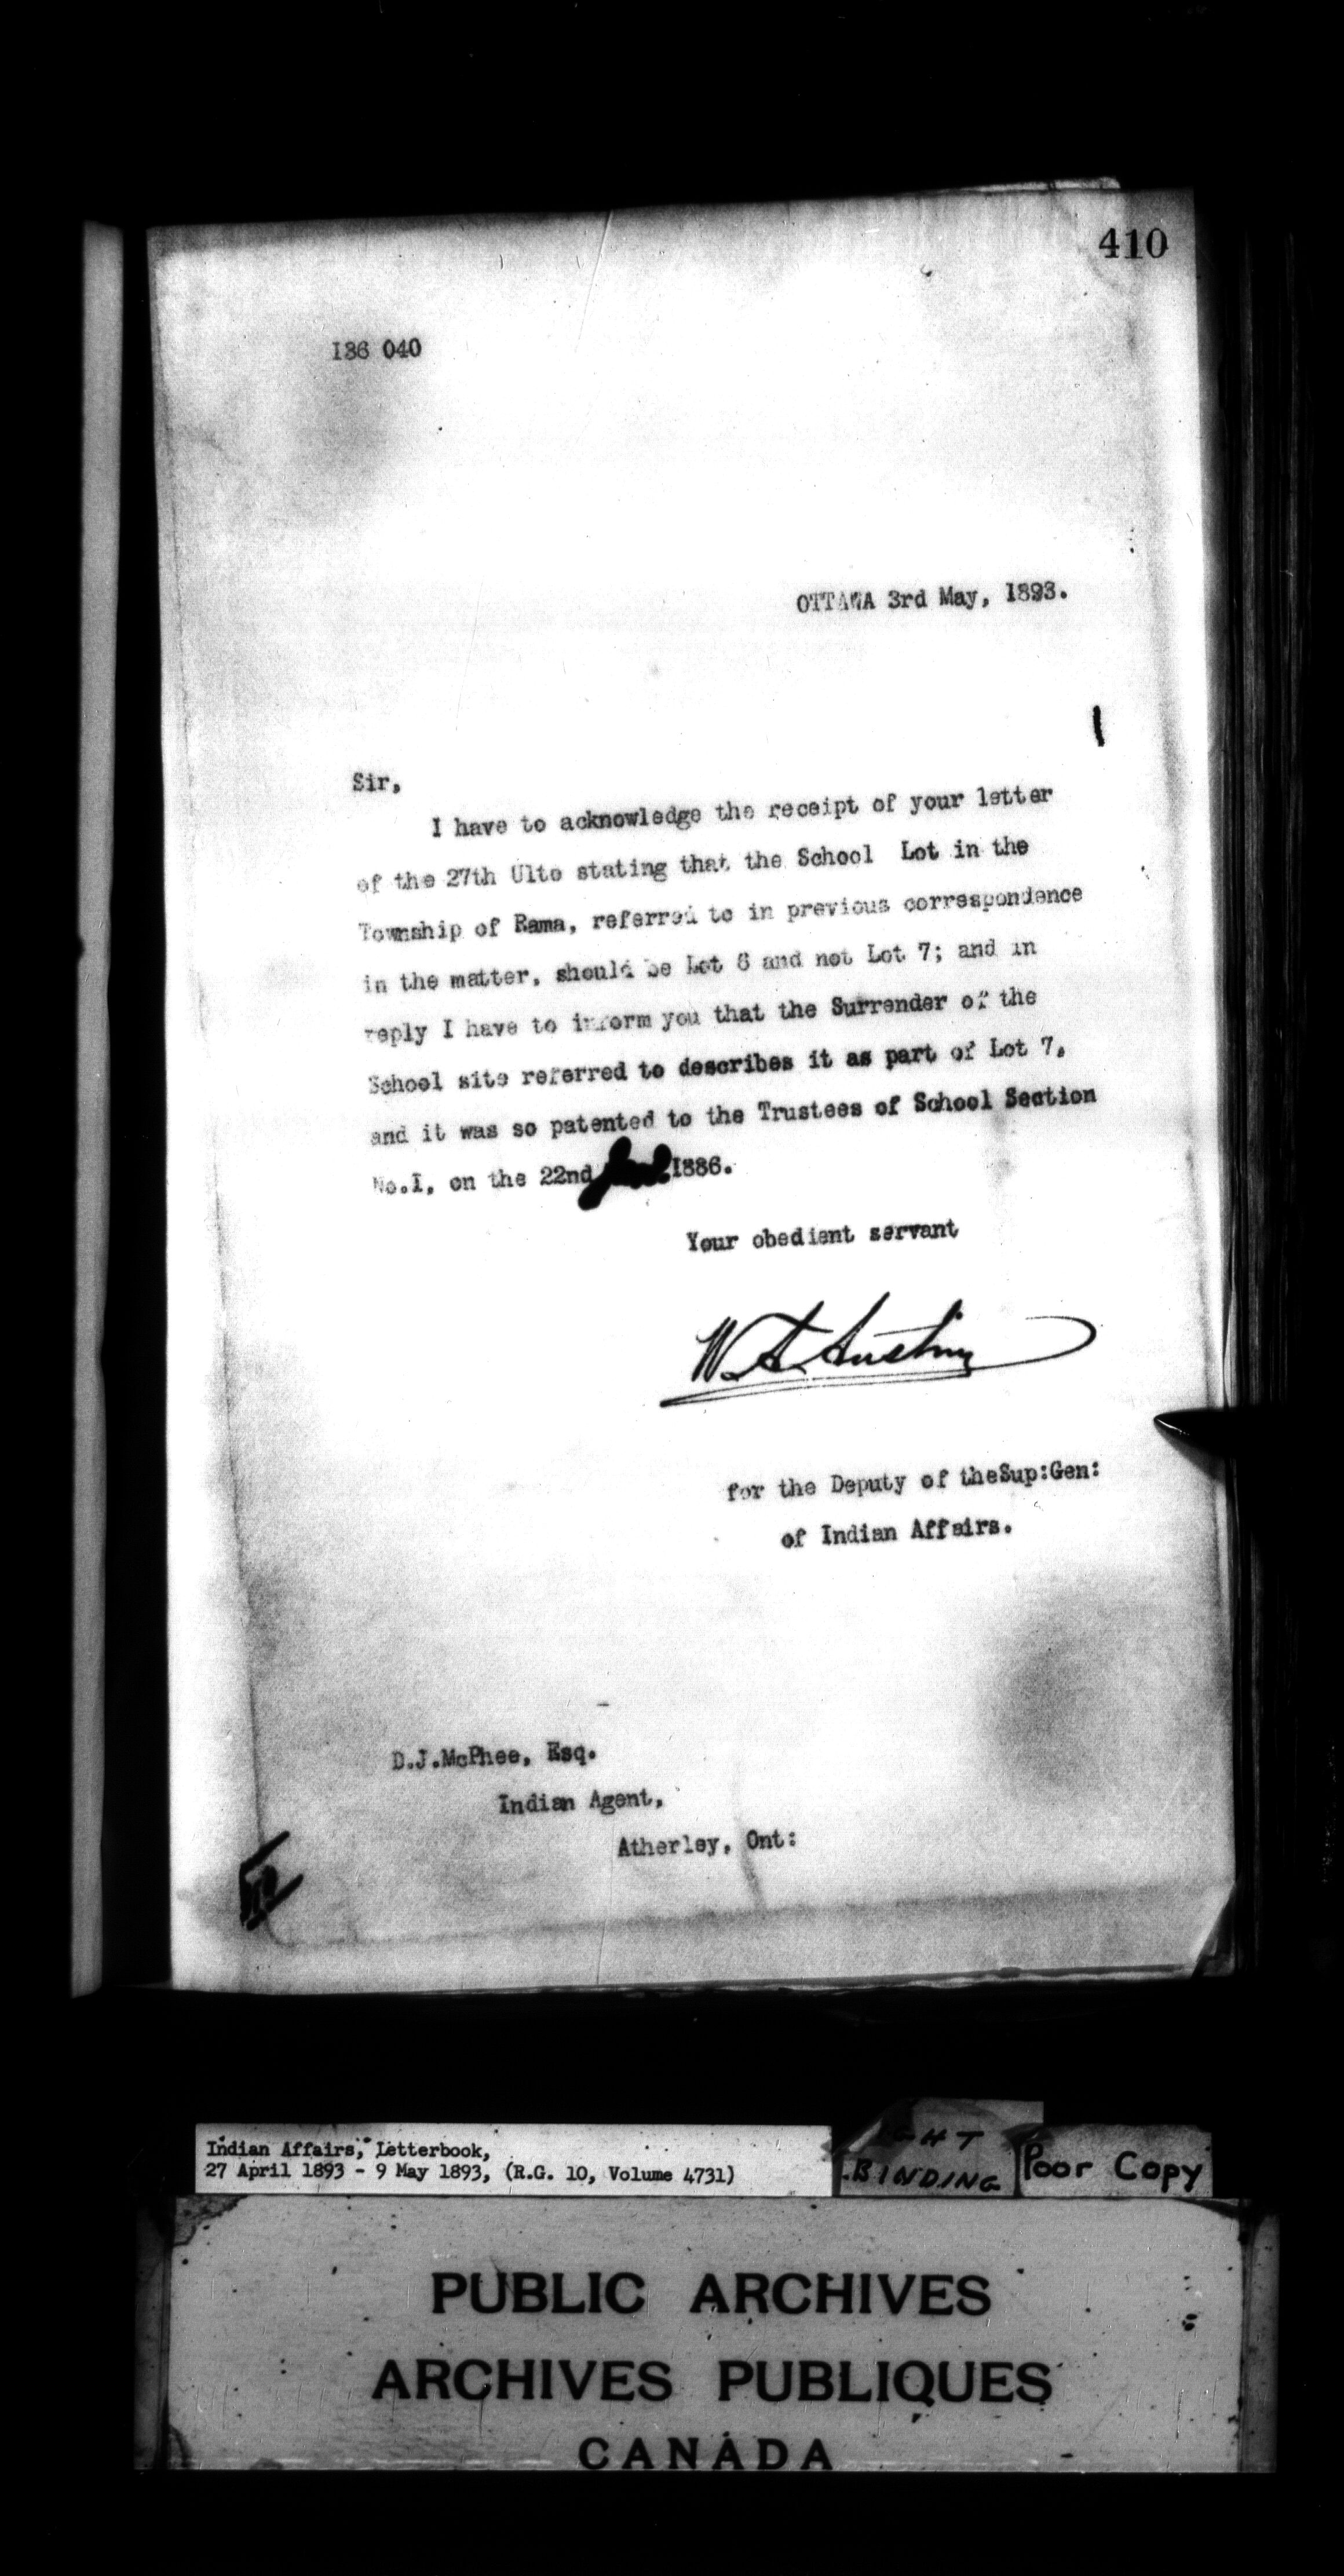 410
I36 040
OTTAWA 3rd May, 1893.
Sir,
I have to acknowledge the receipt of your letter
of the 27th Ulto stating that the School Lot in the
Township of Rama, referred to in previous correspondence
in the matter, should be Lot 6 and not Lot 7; and in
reply I have to inform you that the Surrender of the
School site referred to describes it as part of Lot 7,
and it was so patented to the Trustees of School Section
No.I, on the 22nd 1886.
Your obedient servant
W A Austin
for the Deputy of theSup:Gen:
of Indian Affairs.
D.J.McPhee, Esq.
Indian Agent,
Atherley, Ont:
Indian Affairs, Letterbook,
27 April 1893 - 9 May 1893, (R.G. 10, Volume 4731)
BINDING
Poor Copy
PUBLIC ARCHIVES
ARCHIVES PUBLIQUES
CANADA